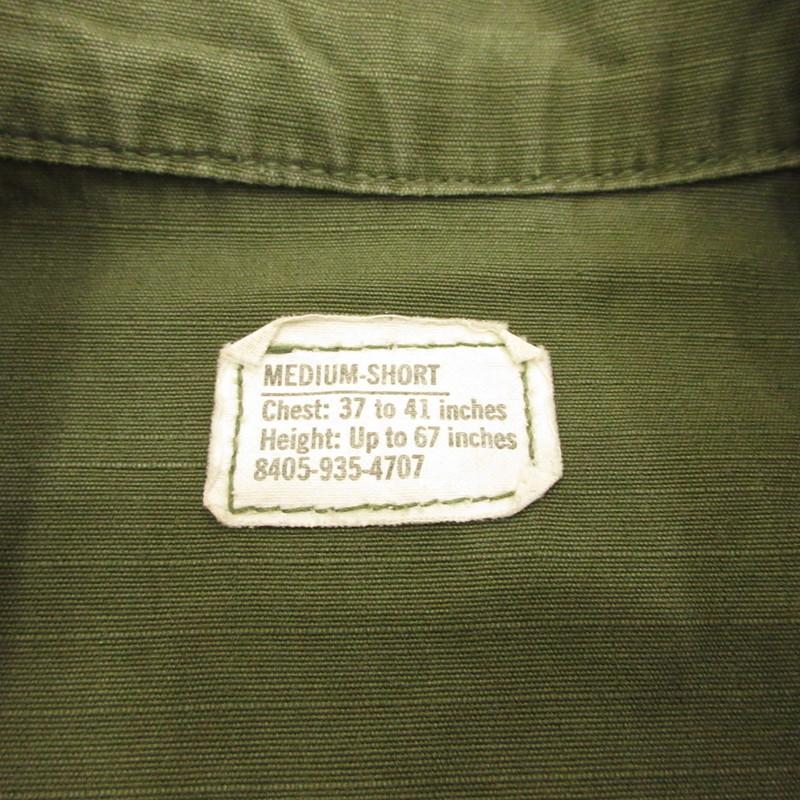 MEDIUM-SHORT
Chest: 37 to 41 inches
Height: Up to 67 inches
8405-935-4707